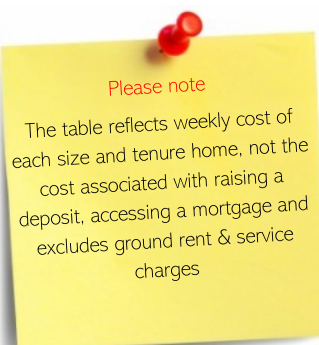 Please note
The table reflects weekly cost of
each size and tenure home, not the
cost associated with raising a
deposit, accessing a mortgage and
excludes ground rent & service
charges